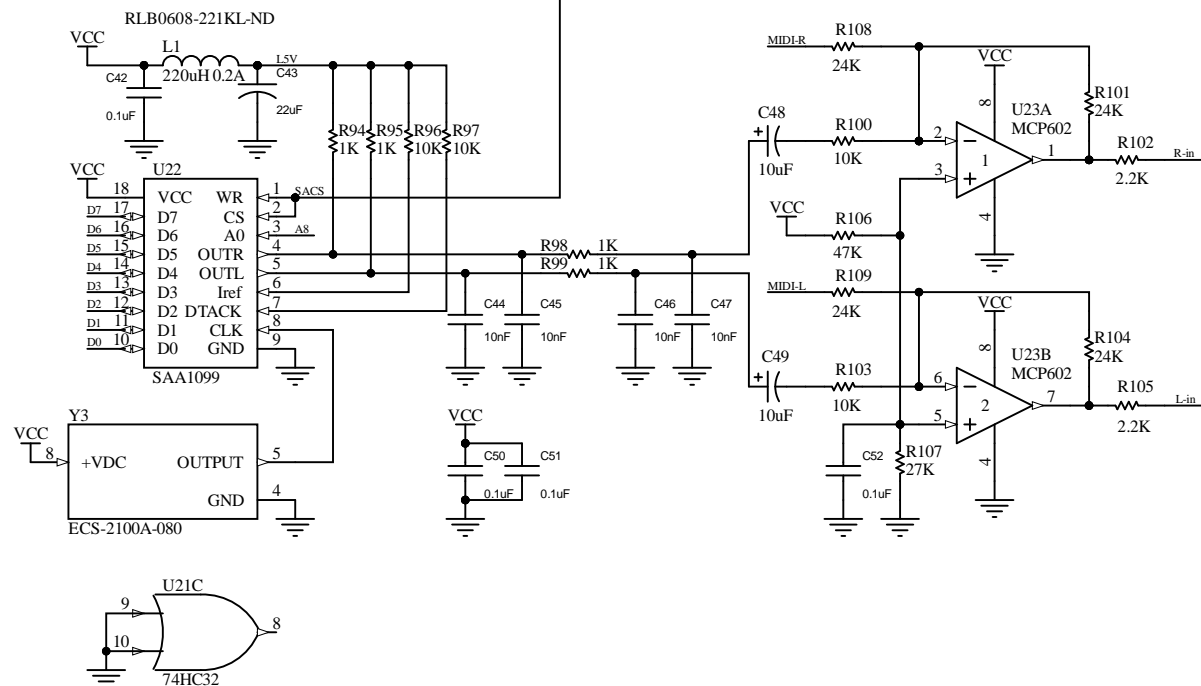 RLB0608-221KL-ND
VCC
L1
220uH 0.2A
C42
0.1uF
L5V
C43
22uF
R94
1K
R95
1K
R96
10K
R97
10K
U22
VCC
18 VCC WR 1 SACS
D7 17 D7 CS 2
D6 16 D6 A0 3 A8
D5 15 D5 OUTR 4
D4 14 D4 OUTL 5
D3 13 D3 Iref 6
D2 12 D2 DTACK 7
D1 11 D1 CLK 8
D0 10 D0 GND 9
SAA1099
R98 1K
R99 1K
C44
10nF
C45
10nF
C46
10nF
C47
10nF
Y3
VCC
8 +VDC OUTPUT 5
GND 4
ECS-2100A-080
VCC
C50
0.1uF
C51
0.1uF
U21C
9
10
8
74HC32
MIDI-R
R108
24K
C48
+
10uF
R100
10K
VCC
8
U23A
MCP602
2 −
1
3 +
1
4
R101
24K
R102
2.2K
R-in
VCC
R106
47K
MIDI-L
R109
24K
C49
+
10uF
R103
10K
VCC
8
U23B
MCP602
6 −
2
5 +
7
4
R104
24K
R105
2.2K
L-in
C52
0.1uF
R107
27K